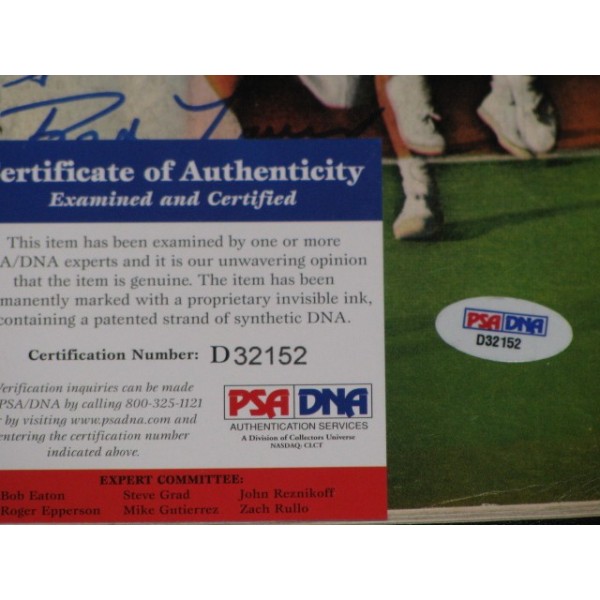 ertificate of Authenticity
Examined and Certified
This item has been examined by one or more
A/DNA experts and it is our unwavering opinion
that the item is genuine. The item has been
manently marked with a proprietary invisible ink,
containing a patented strand of synthetic DNA.
Certification Number: D32152
Verification inquiries can be made
PSA/DNA by calling 800-325-1121
r by visiting www.psadna.com and
entering the certification number
indicated above.
PSA DNA
AUTHENTICATION SERVICES
A Division of Collectors Universe
NASDAQ: CLCT
EXPERT COMMITTEE:
Bob Eaton Steve Grad John Reznikoff
Roger Epperson Mike Gutierrez Zach Rullo
PSA DNA
D32152